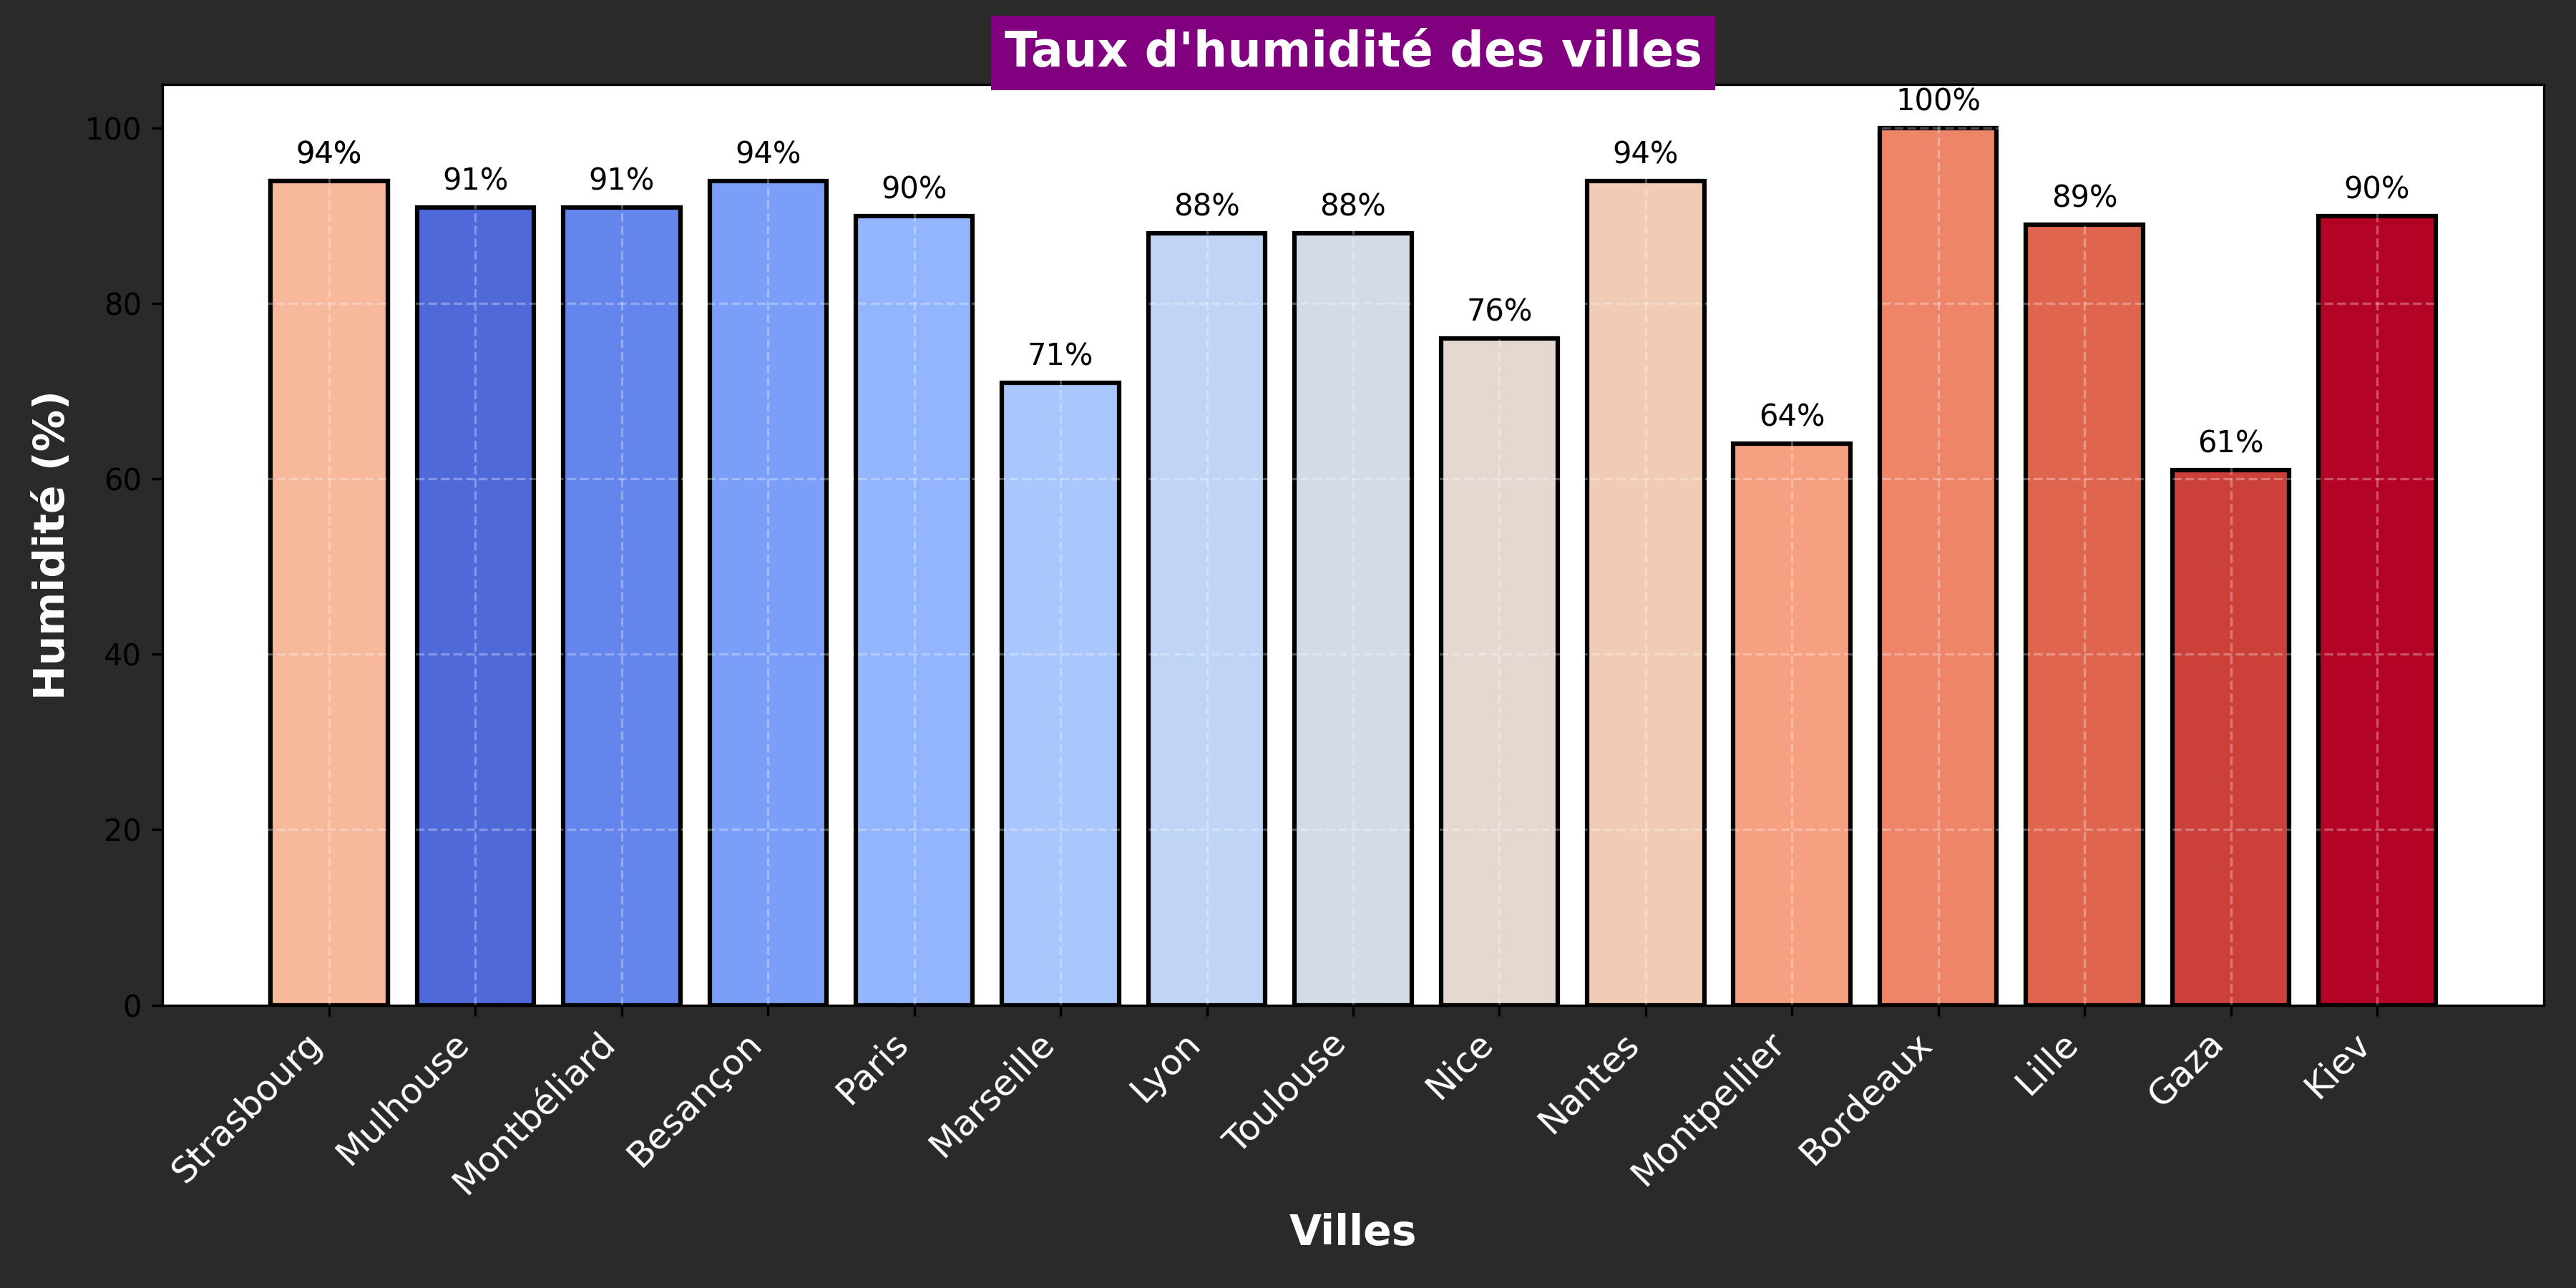 Taux d'humidité des villes
Humidité (%)
100
80
60
40
20
0
94%
91%
91%
94%
90%
71%
88%
88%
76%
94%
64%
100%
89%
61%
90%
Strasbourg
Mulhouse
Montbéliard
Besançon
Paris
Marseille
Lyon
Toulouse
Nice
Nantes
Montpellier
Bordeaux
Lille
Gaza
Kiev
Villes